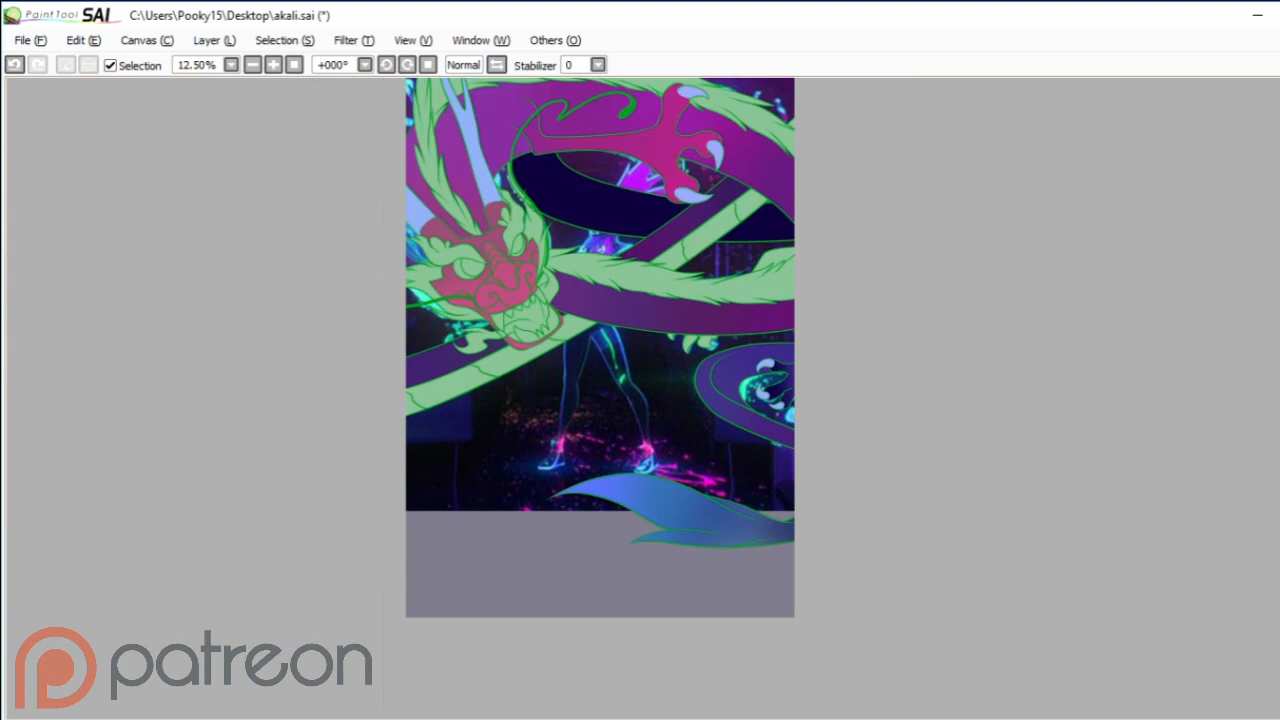 PaintTool SAI C:\Users\Pooky15\Desktop\akali.sai (*)
File (F) Edit (E) Canvas (C) Layer (L) Selection (S) Filter (T) View (V) Window (W) Others (O)
Selection 12.50% +000° Normal Stabilizer 0
patreon